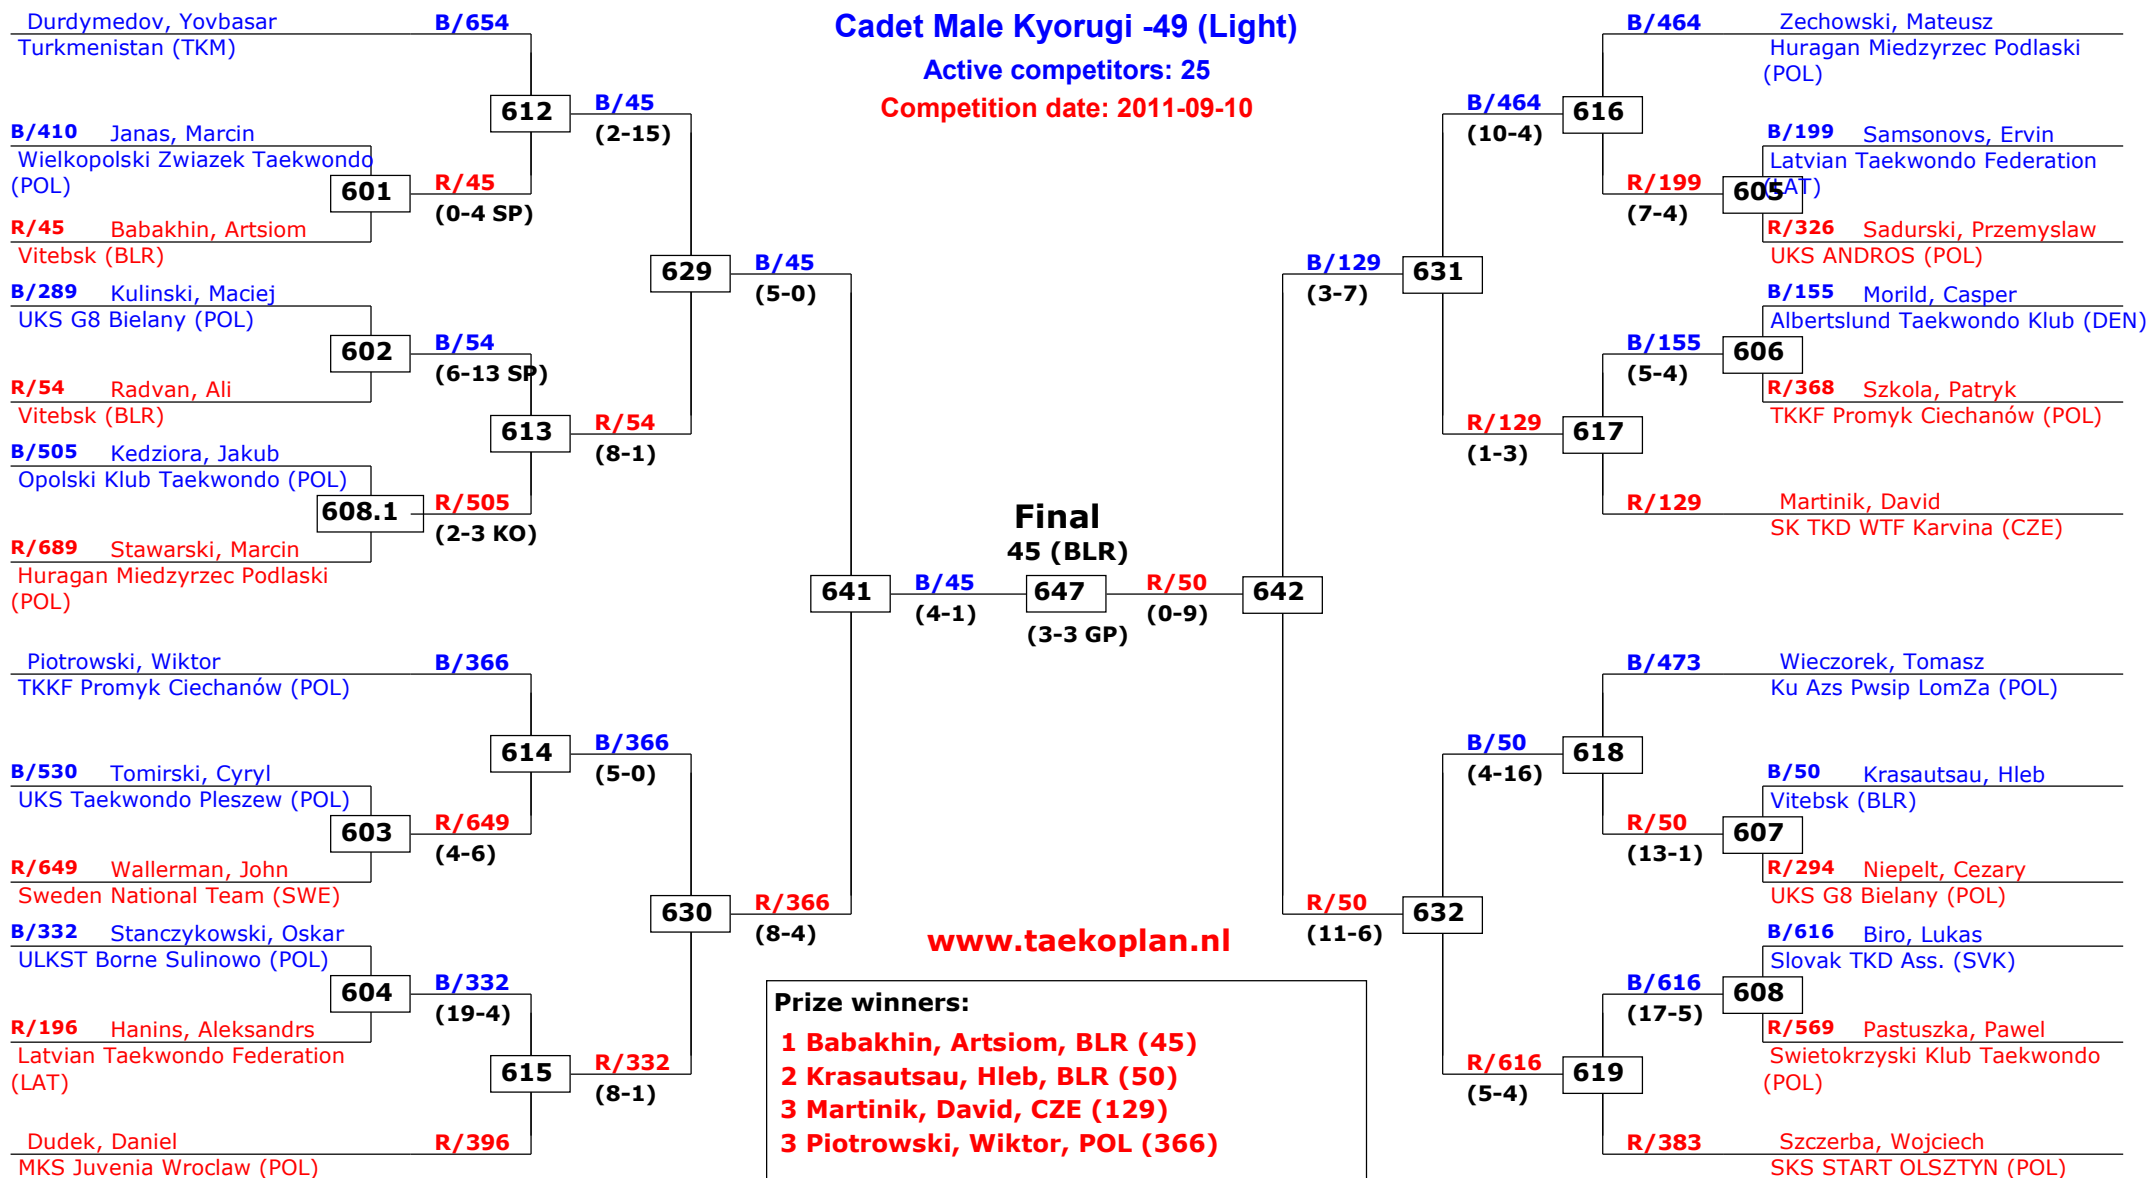 Cadet Male Kyorugi -49 (Light)
Active competitors: 25
Competition date: 2011-09-10
Durdymedov, Yovbasar B/654
Turkmenistan (TKM)
B/410 Janas, Marcin
Wielkopolski Zwiazek Taekwondo
(POL)
R/45 Babakhin, Artsiom
Vitebsk (BLR)
B/289 Kulinski, Maciej
UKS G8 Bielany (POL)
R/54 Radvan, Ali
Vitebsk (BLR)
B/505 Kedziora, Jakub
Opolski Klub Taekwondo (POL)
R/689 Stawarski, Marcin
Huragan Miedzyrzec Podlaski
(POL)
Piotrowski, Wiktor B/366
TKKF Promyk Ciechanów (POL)
B/530 Tomirski, Cyryl
UKS Taekwondo Pleszew (POL)
R/649 Wallerman, John
Sweden National Team (SWE)
B/332 Stanczykowski, Oskar
ULKST Borne Sulinowo (POL)
R/196 Hanins, Aleksandrs
Latvian Taekwondo Federation
(LAT)
Dudek, Daniel R/396
MKS Juvenia Wroclaw (POL)
601
R/45
(0-4 SP)
602
B/54
(6-13 SP)
608.1
R/505
(2-3 KO)
603
R/649
(4-6)
604
B/332
(19-4)
612
B/45
(2-15)
613
R/54
(8-1)
614
B/366
(5-0)
615
R/332
(8-1)
629
B/45
(5-0)
630
R/366
(8-4)
641
B/45
(4-1)
Final
45 (BLR)
647
(3-3 GP)
R/50
(0-9)
642
B/129
(3-7)
631
R/50
(11-6)
632
B/464
(10-4)
616
R/129
(1-3)
617
B/50
(4-16)
618
R/616
(5-4)
619
R/199
(7-4)
605
B/155
(5-4)
606
R/50
(13-1)
607
B/616
(17-5)
608
B/464 Zechowski, Mateusz
Huragan Miedzyrzec Podlaski
(POL)
B/199 Samsonovs, Ervin
Latvian Taekwondo Federation
(LAT)
R/326 Sadurski, Przemyslaw
UKS ANDROS (POL)
B/155 Morild, Casper
Albertslund Taekwondo Klub (DEN)
R/368 Szkola, Patryk
TKKF Promyk Ciechanów (POL)
R/129 Martinik, David
SK TKD WTF Karvina (CZE)
B/473 Wieczorek, Tomasz
Ku Azs Pwsip LomZa (POL)
B/50 Krasautsau, Hleb
Vitebsk (BLR)
R/294 Niepelt, Cezary
UKS G8 Bielany (POL)
B/616 Biro, Lukas
Slovak TKD Ass. (SVK)
R/569 Pastuszka, Pawel
Swietokrzyski Klub Taekwondo
(POL)
R/383 Szczerba, Wojciech
SKS START OLSZTYN (POL)
www.taekoplan.nl
Prize winners:
1 Babakhin, Artsiom, BLR (45)
2 Krasautsau, Hleb, BLR (50)
3 Martinik, David, CZE (129)
3 Piotrowski, Wiktor, POL (366)